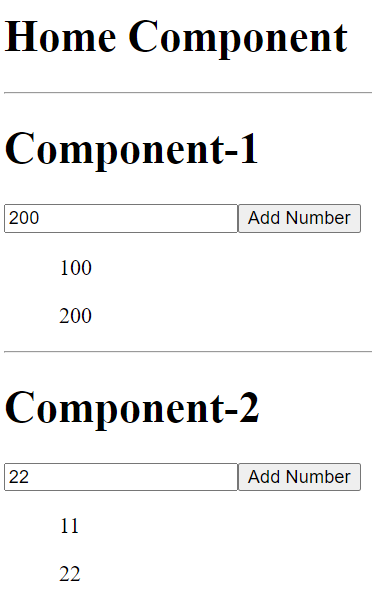 Home Component
Component-1
200 Add Number
100
200
Component-2
22 Add Number
11
22